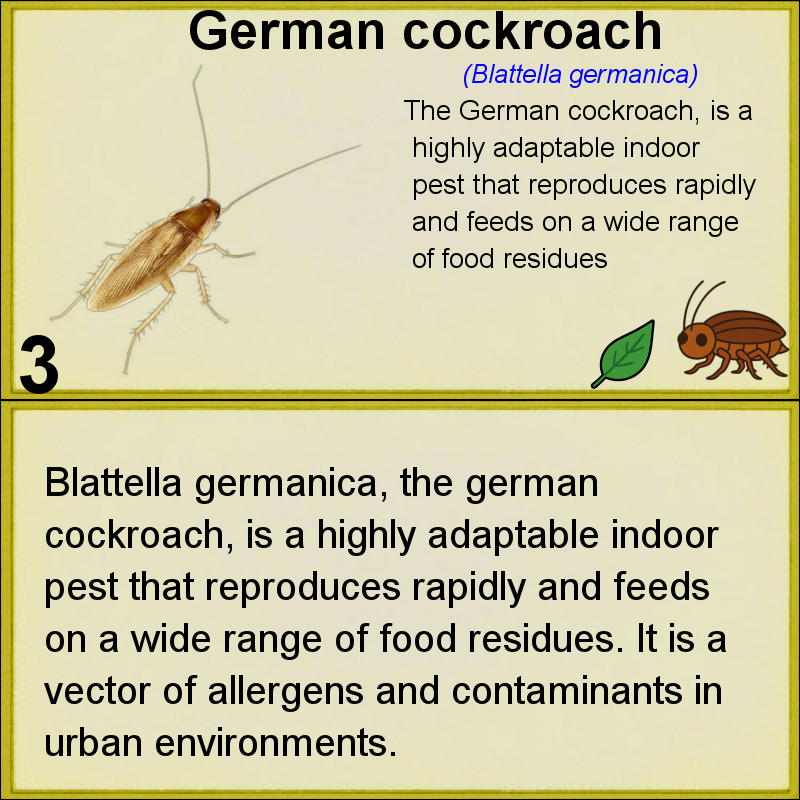 German cockroach
(Blattella germanica)
The German cockroach, is a
highly adaptable indoor
pest that reproduces rapidly
and feeds on a wide range
of food residues
3
Blattella germanica, the german
cockroach, is a highly adaptable indoor
pest that reproduces rapidly and feeds
on a wide range of food residues. It is a
vector of allergens and contaminants in
urban environments.